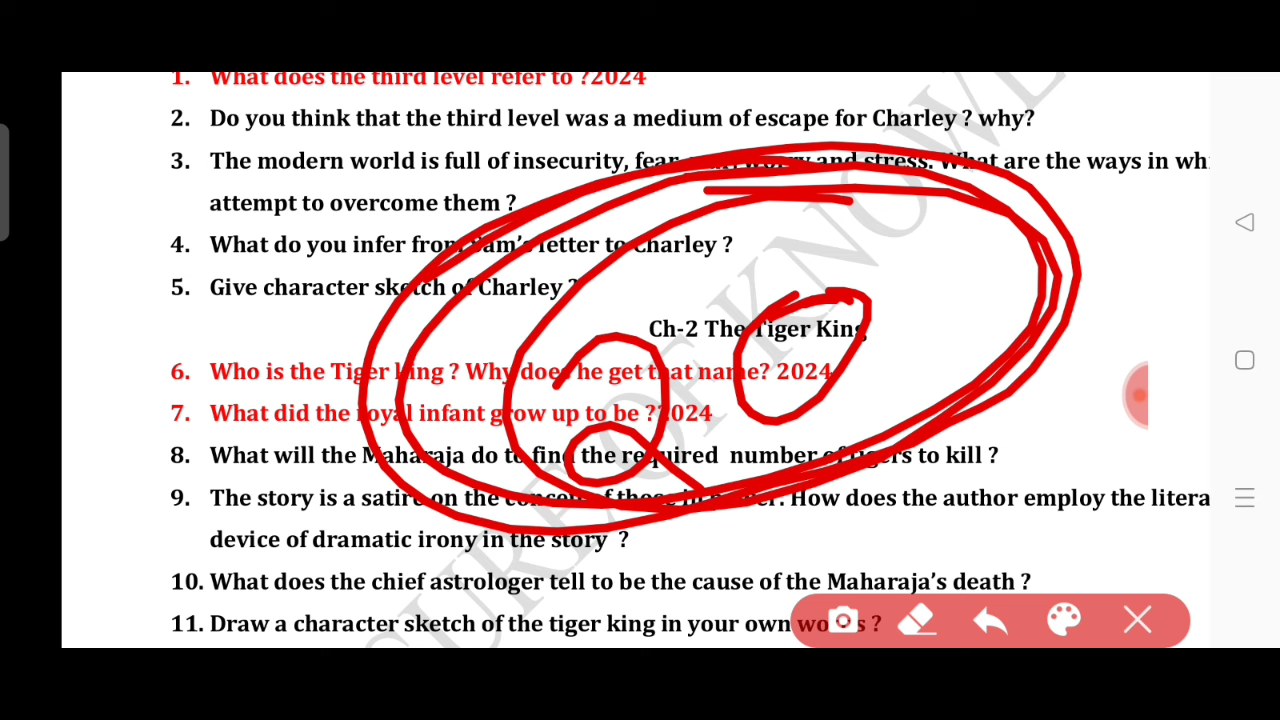 1. What does the third level refer to ?2024
2. Do you think that the third level was a medium of escape for Charley ? why?
3. The modern world is full of insecurity, fear, and stress. What are the ways in
attempt to overcome them ?
4. What do you infer from Sam's letter to Charley ?
5. Give character sketch of Charley ?
Ch-2 The Tiger King
6. Who is the Tiger king ? Why does he get that name? 2024
7. What did the royal infant grow up to be ?2024
8. What will the Maharaja do to find the required number of tigers to kill ?
9. The story is a satire on the of those in How does the author employ the
device of dramatic irony in the story ?
10. What does the chief astrologer tell to be the cause of the Maharaja's death ?
11. Draw a character sketch of the tiger king in your own words ?
OF